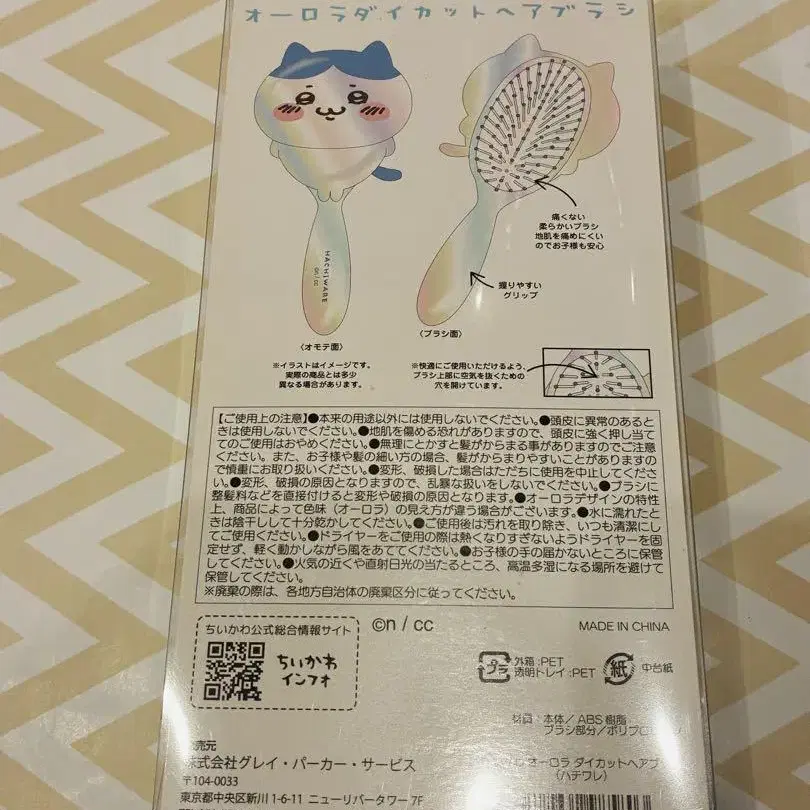 オーロラダイカットヘアブラシ
HACHIWARE
©n / cc
痛くない
柔らかいブラシ
地肌を痛めにくい
のでお子様も安心
握りやすい
グリップ
〈オモテ面〉
〈ブラシ面〉
※イラストはイメージです。
実際の商品とは多少
異なる場合があります。
※快適にご使用いただけるよう、
ブラシ上部に空気を抜くための
穴を開けています。
【ご使用上の注意】●本来の用途以外には使用しないでください。●頭皮に異常のあると
きは使用しないでください。●地肌を傷める恐れがありますので、頭皮に強く押し当て
てのご使用はおやめください。●無理にとかすと髪がからまる事がありますのでご注意
ください。また、お子様や髪の細い方の場合、髪がからまりやすいことがありますの
で慎重にお取り扱いください。●変形、破損した場合はただちに使用を中止してくださ
い。●変形、破損の原因となりますので、乱暴な扱いをしないでください。●ブラシに
整髪料などを直接付けると変形や破損の原因となります。●オーロラデザインの特性
上、商品によって色味（オーロラ）の見え方が違う場合がございます。●水に濡れたと
きは陰干しして十分乾かしてください。●ご使用後は汚れを取り除き、いつも清潔にし
てご使用ください。●ドライヤーをご使用の際は熱くなりすぎないようドライヤーを固
定せず、軽く動かしながら風をあててください。●お子様の手の届かないところに保管
してください。●火気の近くや直射日光の当たるところ、高温多湿になる場所を避けて
保管してください。
※廃棄の際は、各地方自治体の廃棄区分に従ってください。
ちいかわ公式総合情報サイト
ちいかわ
インフォ
©n / cc
MADE IN CHINA
プラ
外箱:PET
透明トレイ:PET
紙
中台紙
材質：本体／ABS樹脂
ブラシ部分／ポリプロ
売元
株式会社グレイ・パーカー・サービス
〒104-0033
東京都中央区新川 1-6-11 ニューリバータワー 7F
オーロラ ダイカットヘアブ
（ハチワレ）